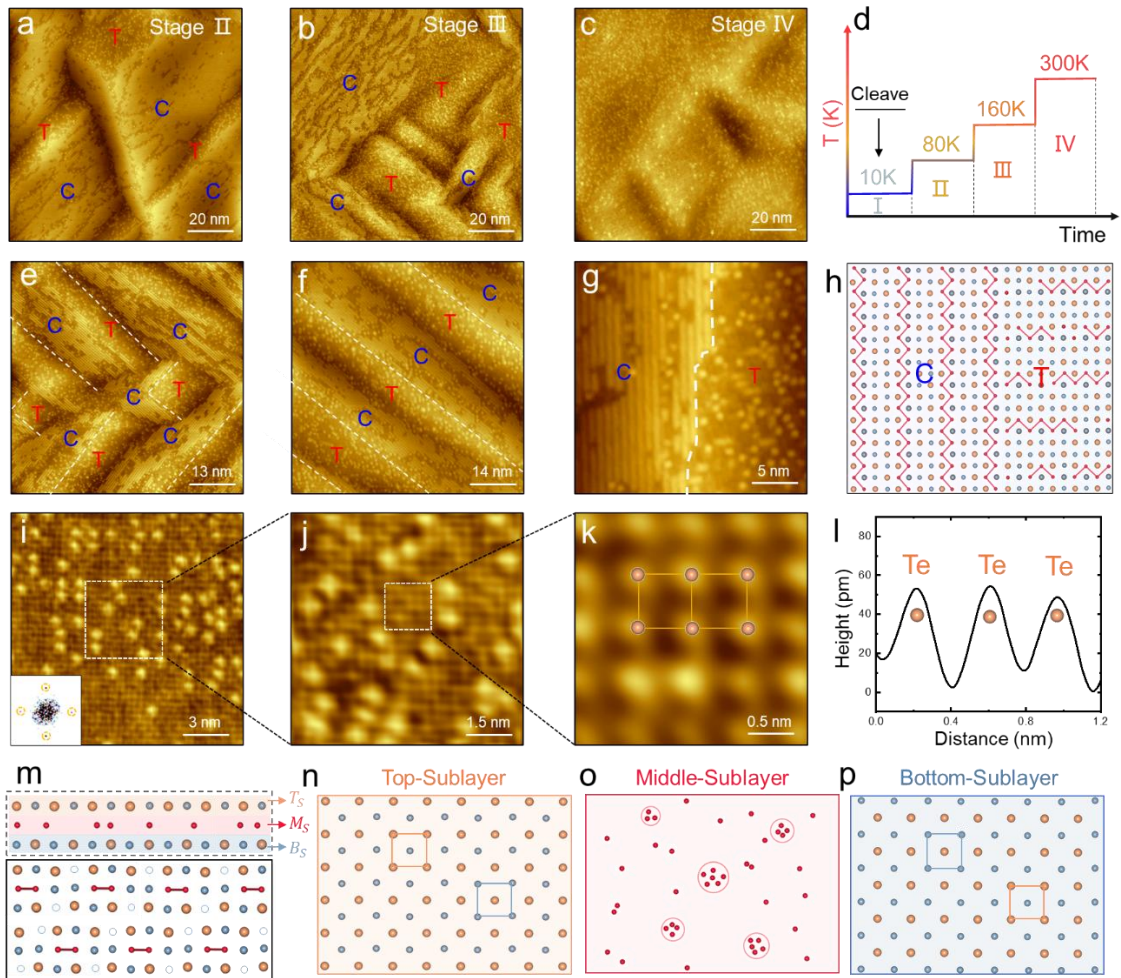 a
Stage II
T
C
T
T
C
C
20 nm
b
Stage III
C
T
T
T
C
C
20 nm
c
Stage IV
20 nm
d
T (K)
Cleave
10K
80K
160K
300K
I
II
III
IV
Time
e
C
T
C
C
T
T
C
C
T
13 nm
f
C
T
C
T
C
T
14 nm
g
C
T
5 nm
h
C
T
i
3 nm
j
1.5 nm
k
0.5 nm
l
Te
Te
Te
Height (pm)
80
60
40
20
0
0.0
0.4
0.8
1.2
Distance (nm)
m
T_S
M_S
B_S
n
Top-Sublayer
o
Middle-Sublayer
p
Bottom-Sublayer